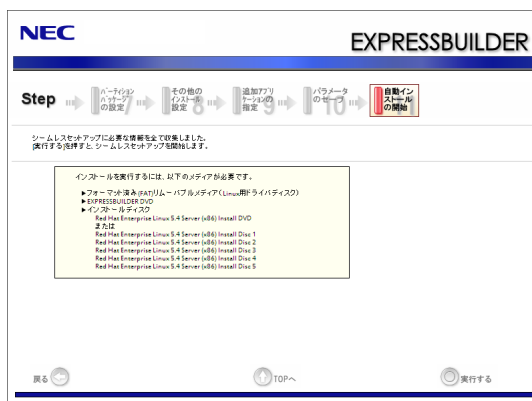 NEC
EXPRESSBUILDER
Step
パーティション
パッケージ
の設定
7
その他の
インストール
設定
8
追加アプリ
ケーションの
指定
9
パラメータ
のセーブ
10
自動イン
ストール
の開始
11
シームレスセットアップに必要な情報を全て収集しました。
[実行する]を押すと、シームレスセットアップを開始します。
インストールを実行するには、以下のメディアが必要です。
▶フォーマット済み(FAT)リムーバブルメディア(Linux用ドライバディスク)
▶EXPRESSBUILDER DVD
▶インストールディスク
Red Hat Enterprise Linux 5.4 Server (x86) Install DVD
または
Red Hat Enterprise Linux 5.4 Server (x86) Install Disc 1
Red Hat Enterprise Linux 5.4 Server (x86) Install Disc 2
Red Hat Enterprise Linux 5.4 Server (x86) Install Disc 3
Red Hat Enterprise Linux 5.4 Server (x86) Install Disc 4
Red Hat Enterprise Linux 5.4 Server (x86) Install Disc 5
戻る
TOPへ
実行する